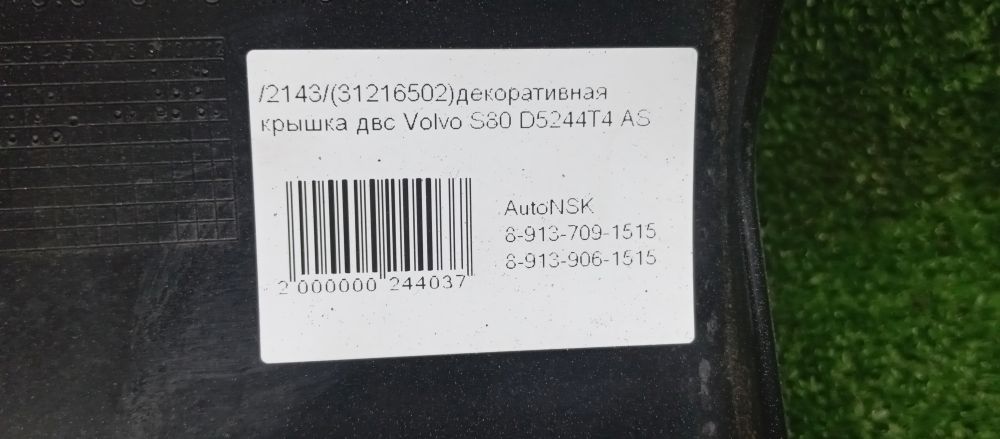 /2143/(31216502)декоративная
крышка двс Volvo S80 D5244T4 AS
AutoNSK
8-913-709-1515
8-913-906-1515
2 000000 244037